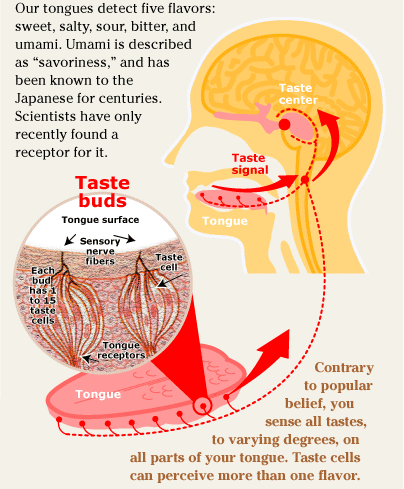 Our tongues detect five flavors:
sweet, salty, sour, bitter, and
umami. Umami is described
as “savoriness,” and has
been known to the
Japanese for centuries.
Scientists have only
recently found a
receptor for it.
Taste
center
Taste
signal
Tongue
Taste
buds
Tongue surface
Sensory
nerve
fibers
Taste
cell
Each
bud
has 1
to 15
taste
cells
Tongue
receptors
Tongue
Contrary
to popular
belief, you
sense all tastes,
to varying degrees, on
all parts of your tongue. Taste cells
can perceive more than one flavor.